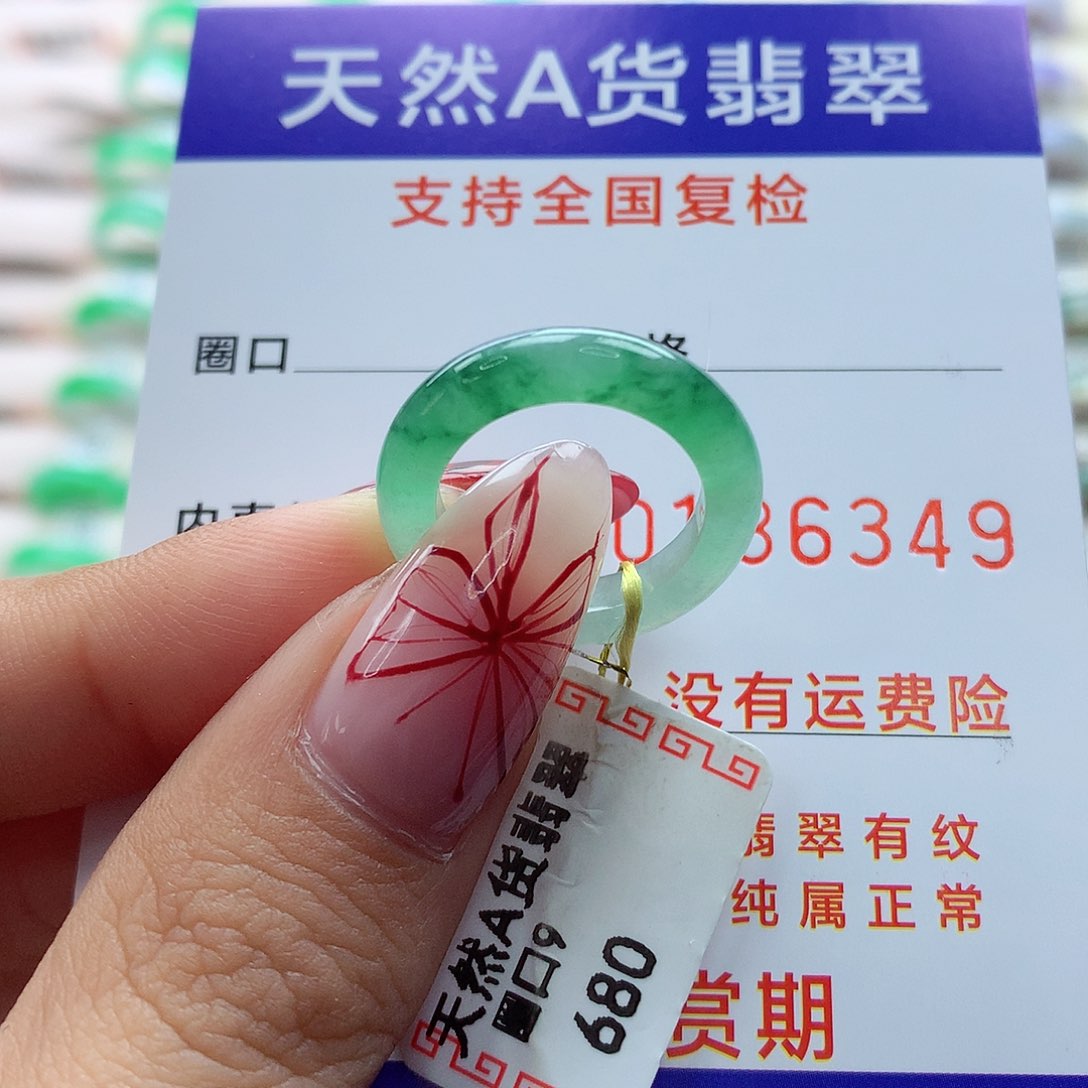 天然A货翡翠
支持全国复检
圈口
格
0186349
没有运费险
翡翠有纹
纯属正常
赏期
天然A货翡翠
圈口9
680